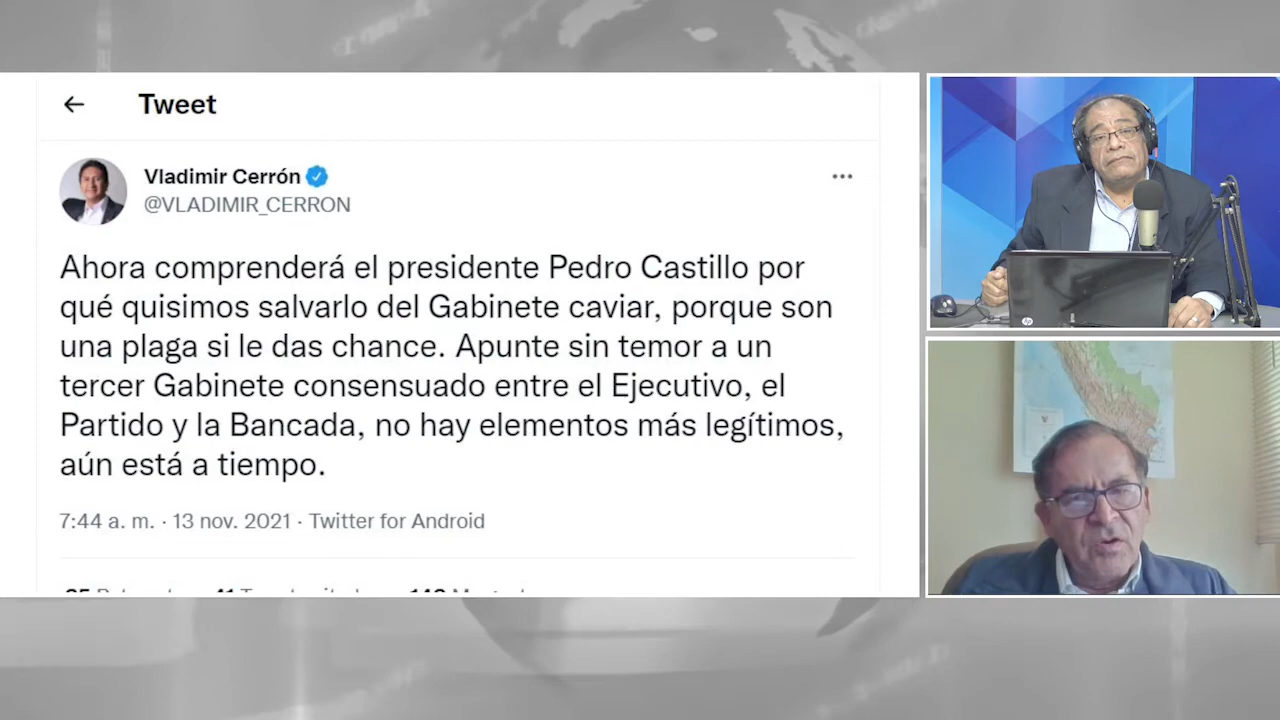 Tweet
Vladimir Cerrón
@VLADIMIR_CERRON
Ahora comprenderá el presidente Pedro Castillo por
qué quisimos salvarlo del Gabinete caviar, porque son
una plaga si le das chance. Apunte sin temor a un
tercer Gabinete consensuado entre el Ejecutivo, el
Partido y la Bancada, no hay elementos más legítimos,
aún está a tiempo.
7:44 a. m. · 13 nov. 2021 · Twitter for Android
hp